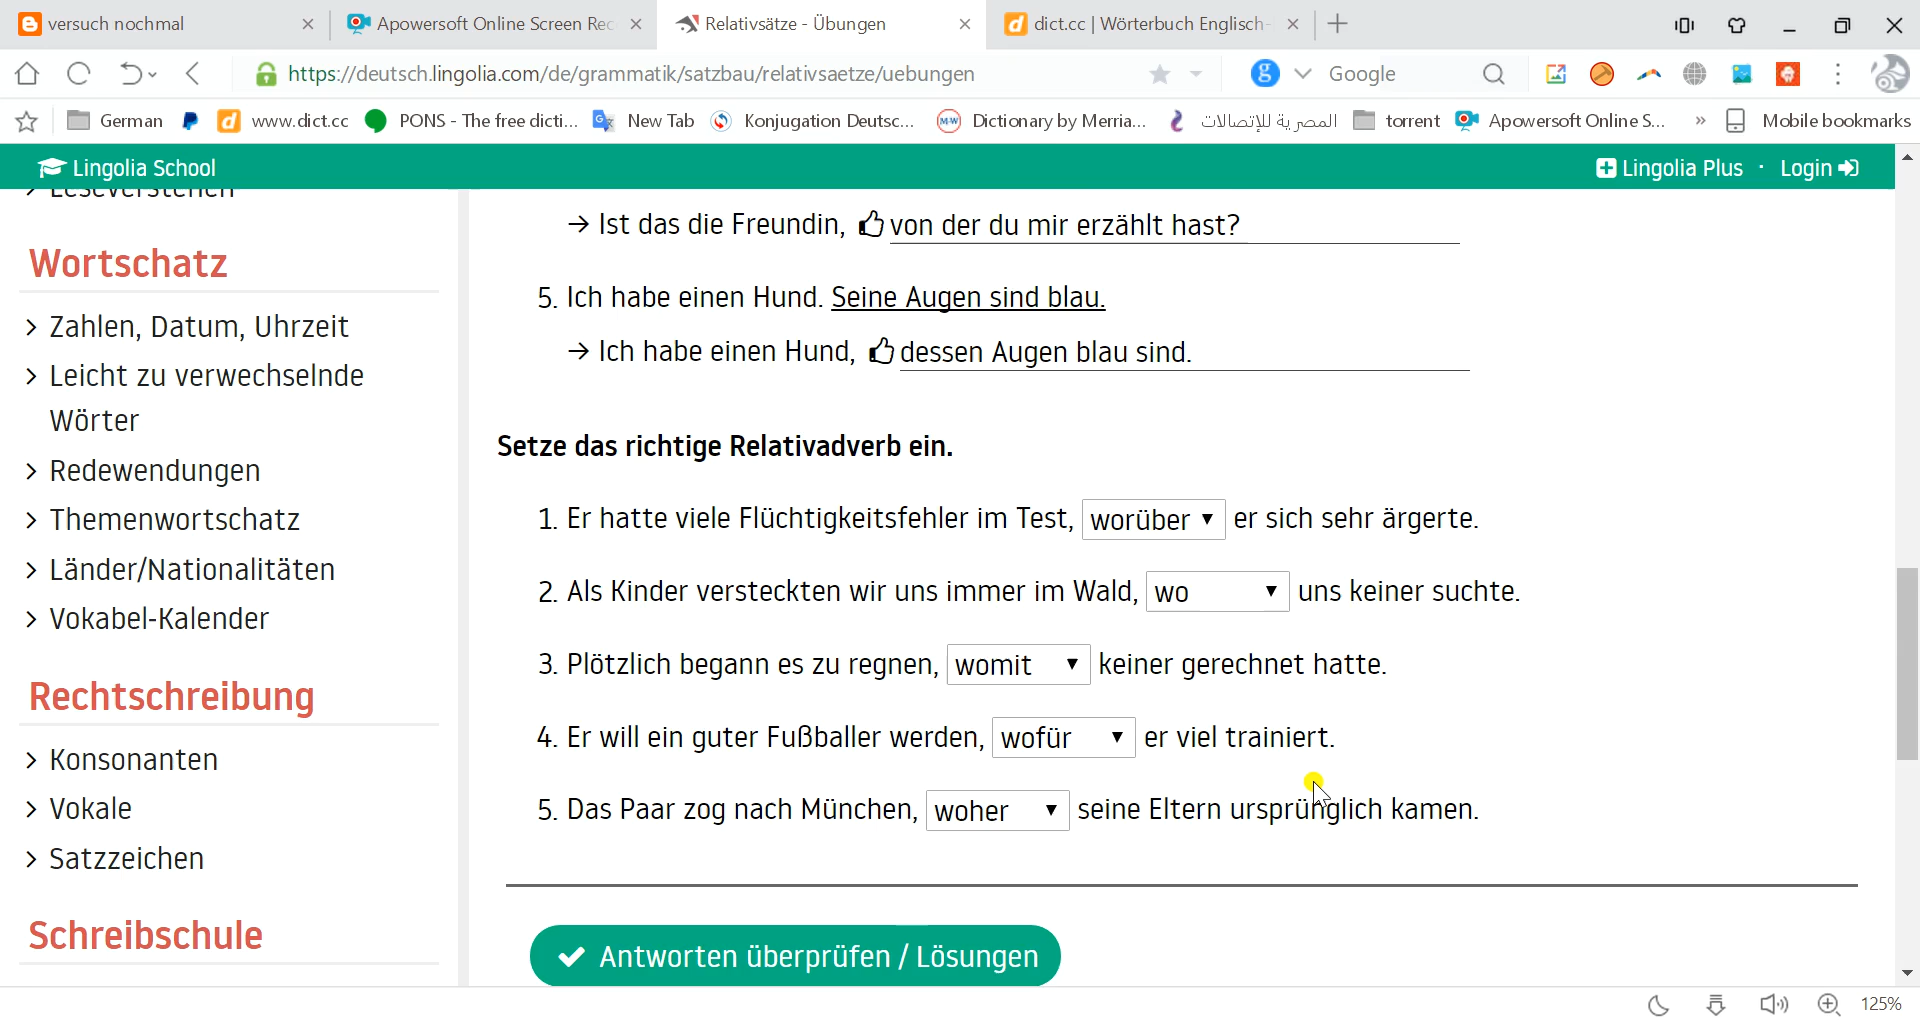 versuch nochmal
Apowersoft Online Screen Rec
Relativsätze - Übungen
dict.cc | Wörterbuch Englisch-
https://deutsch.lingolia.com/de/grammatik/satzbau/relativsaetze/uebungen
Google
German
www.dict.cc
PONS - The free dicti...
New Tab
Konjugation Deutsc...
Dictionary by Merria...
المصرية للإتصالات
torrent
Apowersoft Online S...
»
Mobile bookmarks
Lingolia School
Lingolia Plus · Login
> Leseverstehen
Wortschatz
> Zahlen, Datum, Uhrzeit
> Leicht zu verwechselnde
Wörter
> Redewendungen
> Themenwortschatz
> Länder/Nationalitäten
> Vokabel-Kalender
Rechtschreibung
> Konsonanten
> Vokale
> Satzzeichen
Schreibschule
→ Ist das die Freundin, von der du mir erzählt hast?
5. Ich habe einen Hund. Seine Augen sind blau.
→ Ich habe einen Hund, dessen Augen blau sind.
Setze das richtige Relativadverb ein.
1. Er hatte viele Flüchtigkeitsfehler im Test, worüber er sich sehr ärgerte.
2. Als Kinder versteckten wir uns immer im Wald, wo uns keiner suchte.
3. Plötzlich begann es zu regnen, womit keiner gerechnet hatte.
4. Er will ein guter Fußballer werden, wofür er viel trainiert.
5. Das Paar zog nach München, woher seine Eltern ursprünglich kamen.
Antworten überprüfen / Lösungen
125%